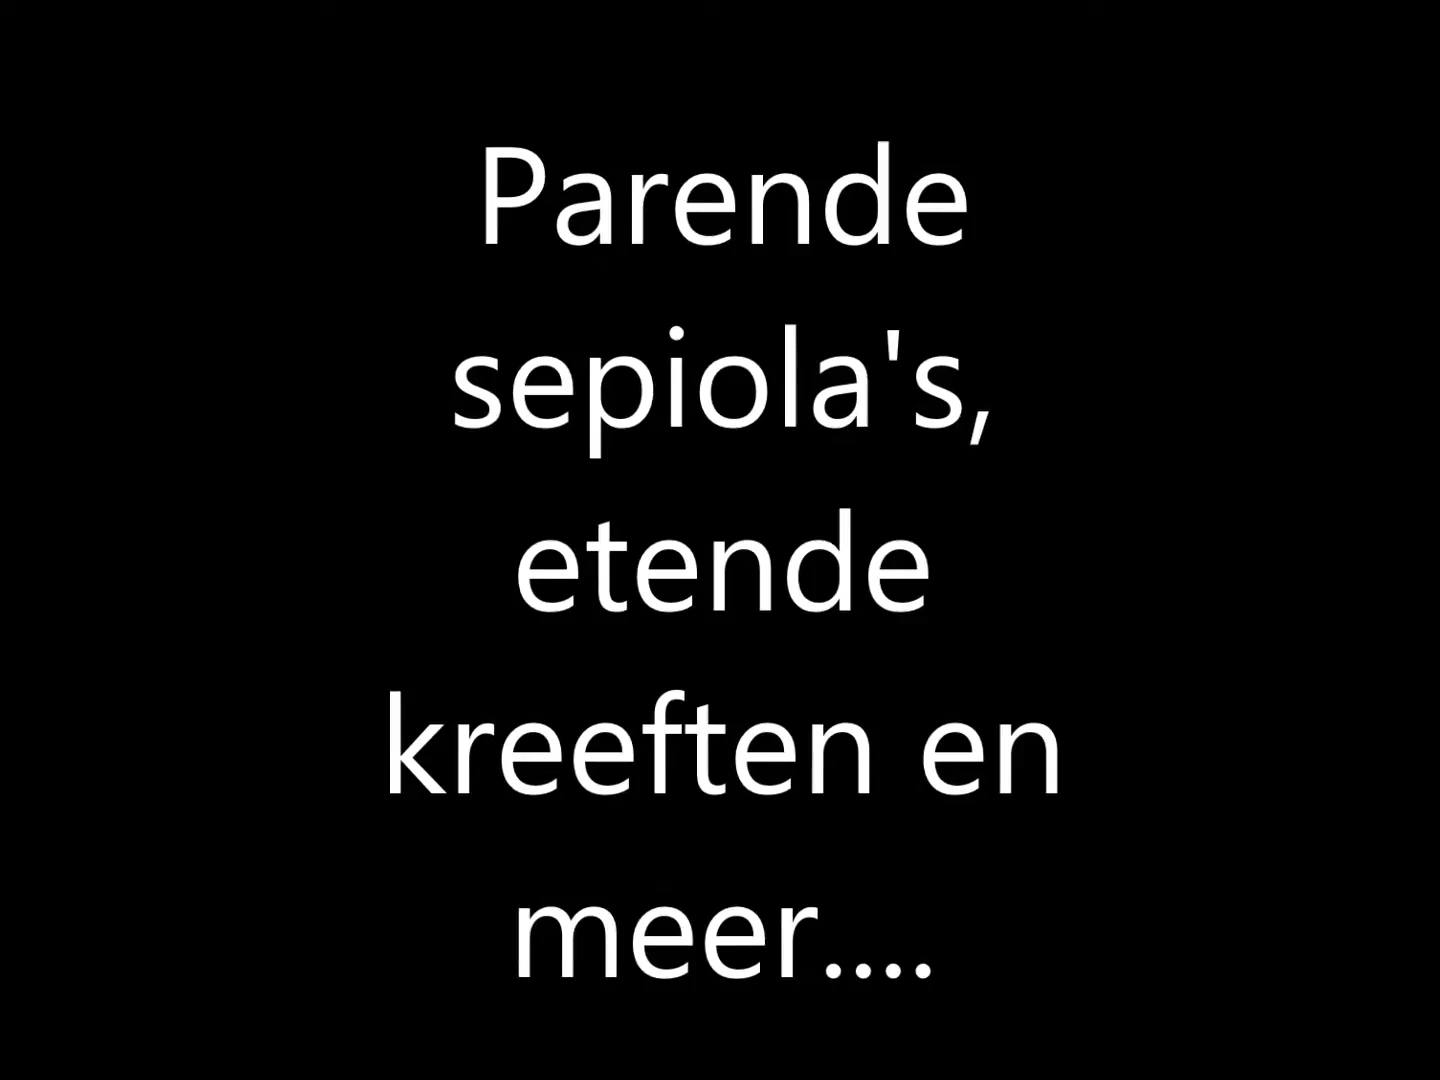 Parende
sepiola's,
etende
kreeften en
meer....